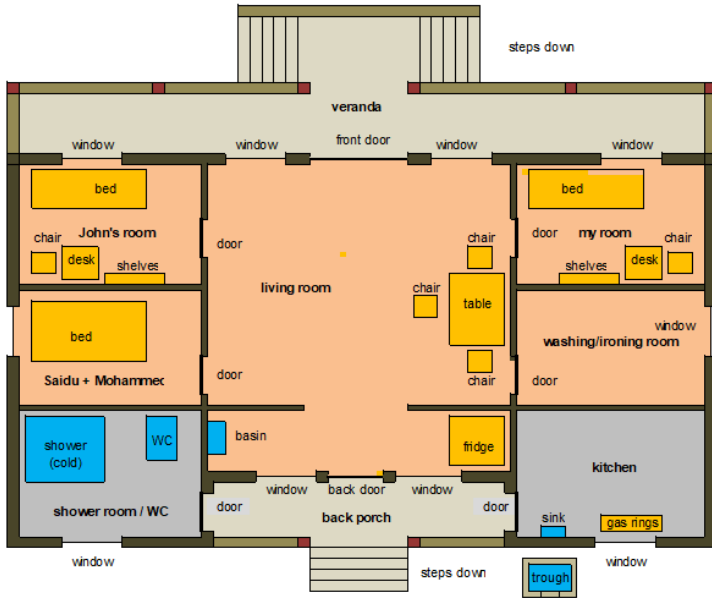 steps down
veranda
window
window
front door
window
window
bed
bed
John's room
my room
chair
desk
shelves
door
chair
door
shelves
desk
chair
living room
chair
table
window
bed
washing/ironing room
Saidu + Mohammed
door
chair
door
shower
(cold)
WC
basin
fridge
kitchen
window
back door
window
shower room / WC
door
back porch
door
sink
gas rings
window
steps down
window
trough